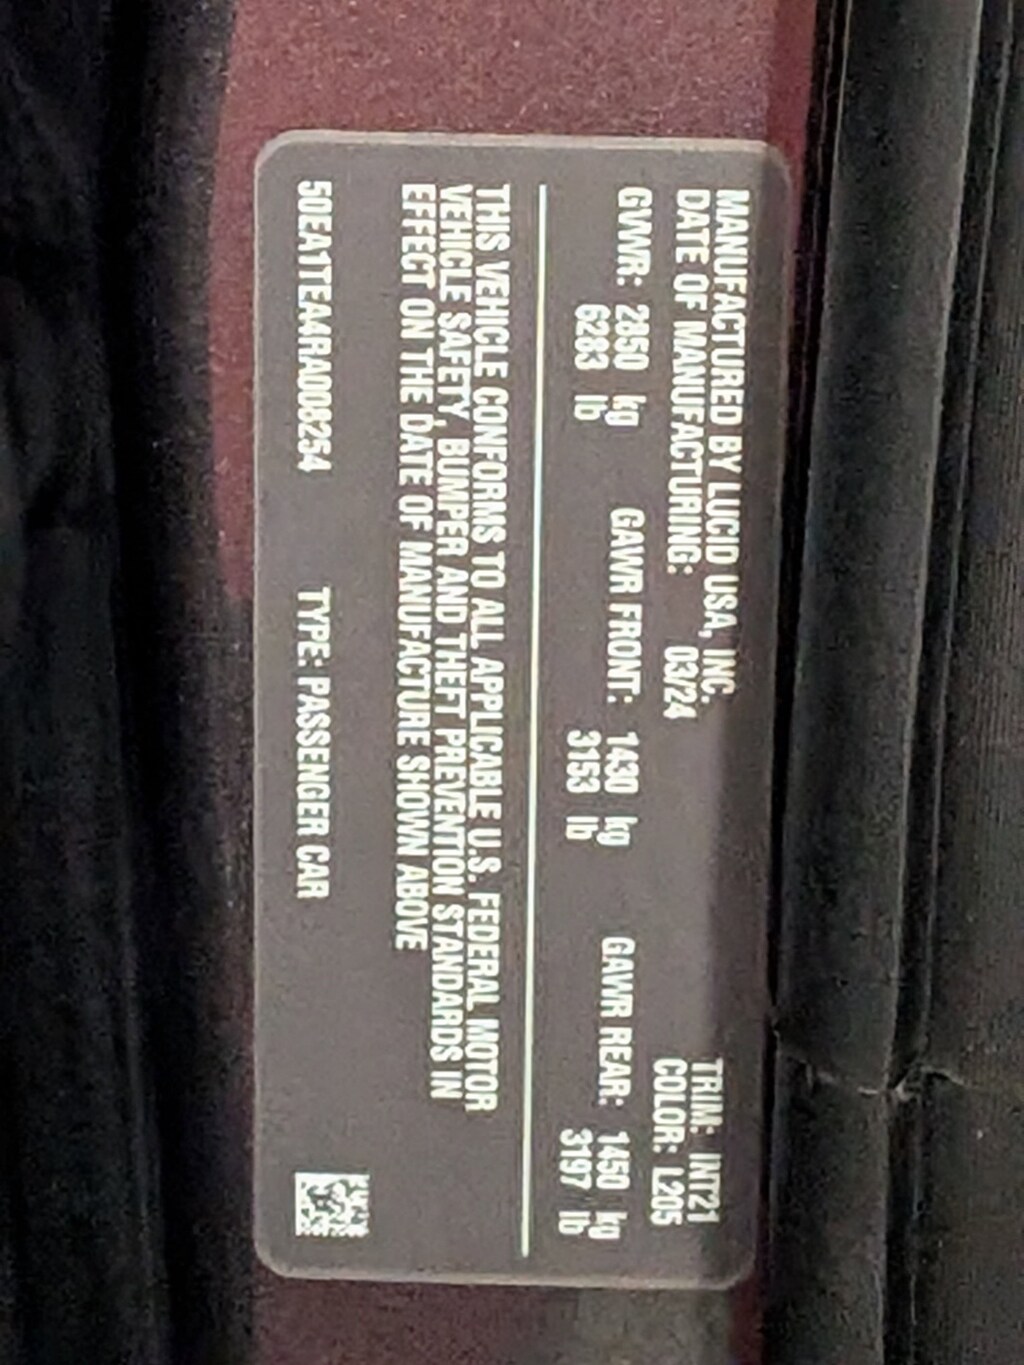 MANUFACTURED BY LUCID USA, INC.
DATE OF MANUFACTURING: 03/24
TRIM: INT21
COLOR: L205
GVWR: 2850 kg GAWR FRONT: 1430 kg GAWR REAR: 1450 kg
6283 lb 3153 lb 3197 lb
THIS VEHICLE CONFORMS TO ALL APPLICABLE U.S. FEDERAL MOTOR
VEHICLE SAFETY, BUMPER AND THEFT PREVENTION STANDARDS IN
EFFECT ON THE DATE OF MANUFACTURE SHOWN ABOVE
50EA1TEA4RA008254 TYPE: PASSENGER CAR